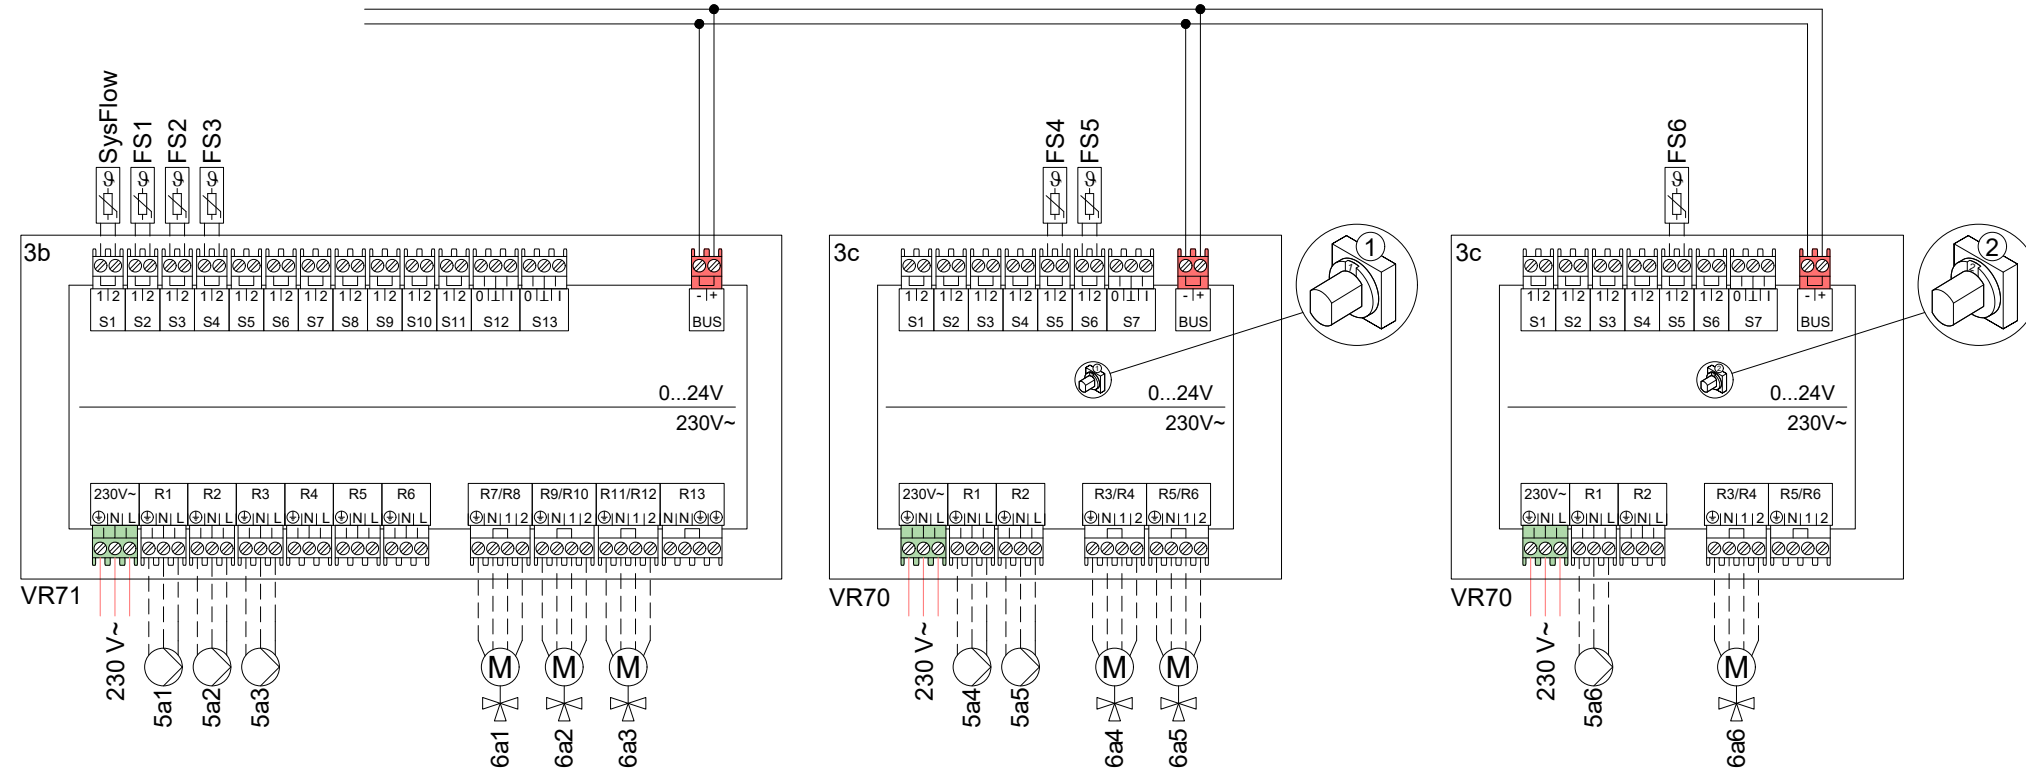 SysFlow FS1 FS2 FS3 FS4 FS5 FS6
ϑ ϑ ϑ ϑ ϑ ϑ ϑ
3b 3c 1 3c 2
1 2 1 2 1 2 1 2 1 2 1 2 1 2 1 2 1 2 1 2 1 2 0 ⊥ I 0 ⊥ I - +
S1 S2 S3 S4 S5 S6 S7 S8 S9 S10 S11 S12 S13 BUS
1 2 1 2 1 2 1 2 1 2 1 2 0 ⊥ I - +
S1 S2 S3 S4 S5 S6 S7 BUS
1 2 1 2 1 2 1 2 1 2 1 2 0 ⊥ I - +
S1 S2 S3 S4 S5 S6 S7 BUS
0...24V 0...24V 0...24V
230V~ 230V~ 230V~
230V~ R1 R2 R3 R4 R5 R6 R7/R8 R9/R10 R11/R12 R13
⏚ N L ⏚ N L ⏚ N L ⏚ N L ⏚ N L ⏚ N L ⏚ N L ⏚ N 1 2 ⏚ N 1 2 ⏚ N 1 2 N N ⏚ ⏚
230V~ R1 R2 R3/R4 R5/R6
⏚ N L ⏚ N L ⏚ N L ⏚ N 1 2 ⏚ N 1 2
230V~ R1 R2 R3/R4 R5/R6
⏚ N L ⏚ N L ⏚ N L ⏚ N 1 2 ⏚ N 1 2
VR71 VR70 VR70
230 V~ 5a1 5a2 5a3 M M M
6a1 6a2 6a3
230 V~ 5a4 5a5 M M
6a4 6a5
230 V~ 5a6 M
6a6